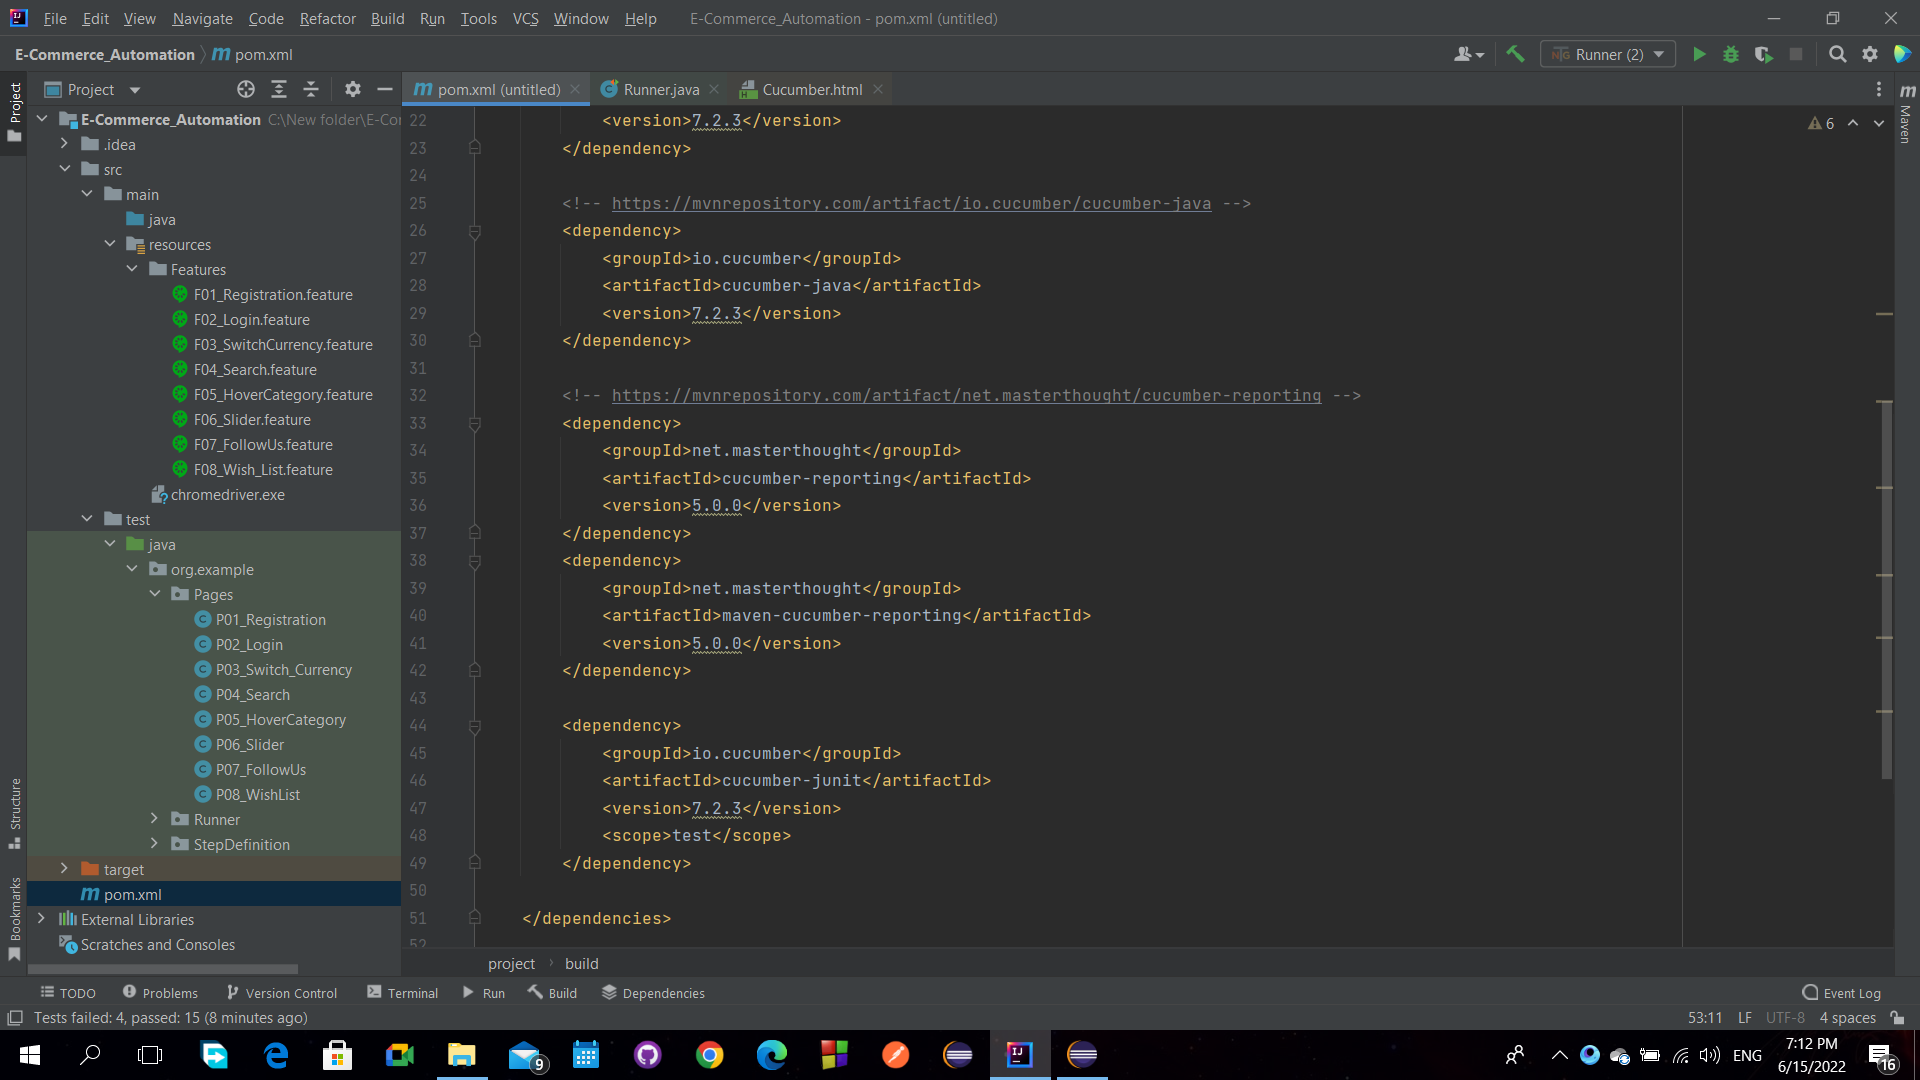 File Edit View Navigate Code Refactor Build Run Tools VCS Window Help E-Commerce_Automation - pom.xml (untitled)
E-Commerce_Automation pom.xml Runner (2)
Project
pom.xml (untitled) Runner.java Cucumber.html
Project
Maven
Structure
Bookmarks
E-Commerce_Automation C:\New folder\E-Co
.idea
src
main
java
resources
Features
F01_Registration.feature
F02_Login.feature
F03_SwitchCurrency.feature
F04_Search.feature
F05_HoverCategory.feature
F06_Slider.feature
F07_FollowUs.feature
F08_Wish_List.feature
chromedriver.exe
test
java
org.example
Pages
P01_Registration
P02_Login
P03_Switch_Currency
P04_Search
P05_HoverCategory
P06_Slider
P07_FollowUs
P08_WishList
Runner
StepDefinition
target
pom.xml
External Libraries
Scratches and Consoles
6
22 <version>7.2.3</version>
23 </dependency>
24
25 <!-- https://mvnrepository.com/artifact/io.cucumber/cucumber-java -->
26 <dependency>
27 <groupId>io.cucumber</groupId>
28 <artifactId>cucumber-java</artifactId>
29 <version>7.2.3</version>
30 </dependency>
31
32 <!-- https://mvnrepository.com/artifact/net.masterthought/cucumber-reporting -->
33 <dependency>
34 <groupId>net.masterthought</groupId>
35 <artifactId>cucumber-reporting</artifactId>
36 <version>5.0.0</version>
37 </dependency>
38 <dependency>
39 <groupId>net.masterthought</groupId>
40 <artifactId>maven-cucumber-reporting</artifactId>
41 <version>5.0.0</version>
42 </dependency>
43
44 <dependency>
45 <groupId>io.cucumber</groupId>
46 <artifactId>cucumber-junit</artifactId>
47 <version>7.2.3</version>
48 <scope>test</scope>
49 </dependency>
50
51 </dependencies>
52
project build
TODO Problems Version Control Terminal Run Build Dependencies Event Log
Tests failed: 4, passed: 15 (8 minutes ago) 53:11 LF UTF-8 4 spaces
9 ENG 7:12 PM
6/15/2022 16